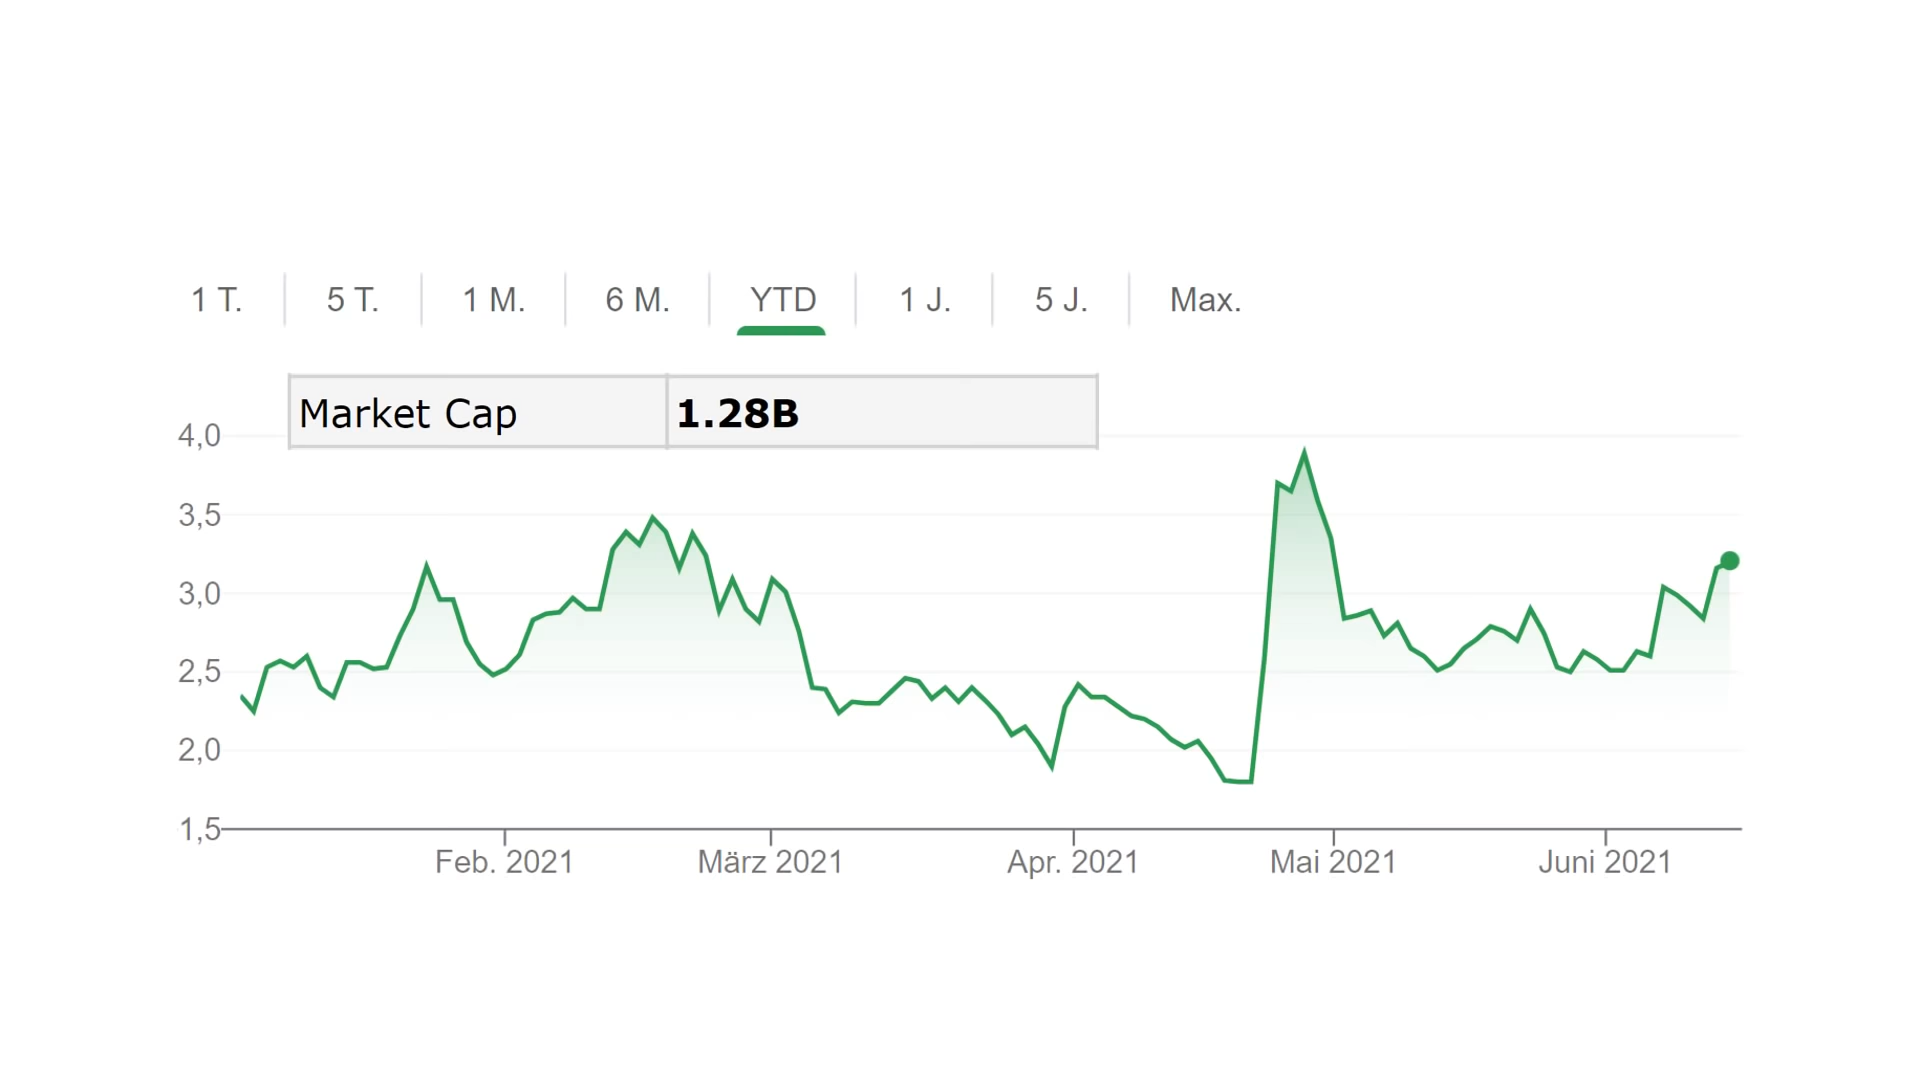 1 T. 5 T. 1 M. 6 M. YTD 1 J. 5 J. Max.
Market Cap 1.28B
4,0
3,5
3,0
2,5
2,0
1,5
Feb. 2021 März 2021 Apr. 2021 Mai 2021 Juni 2021